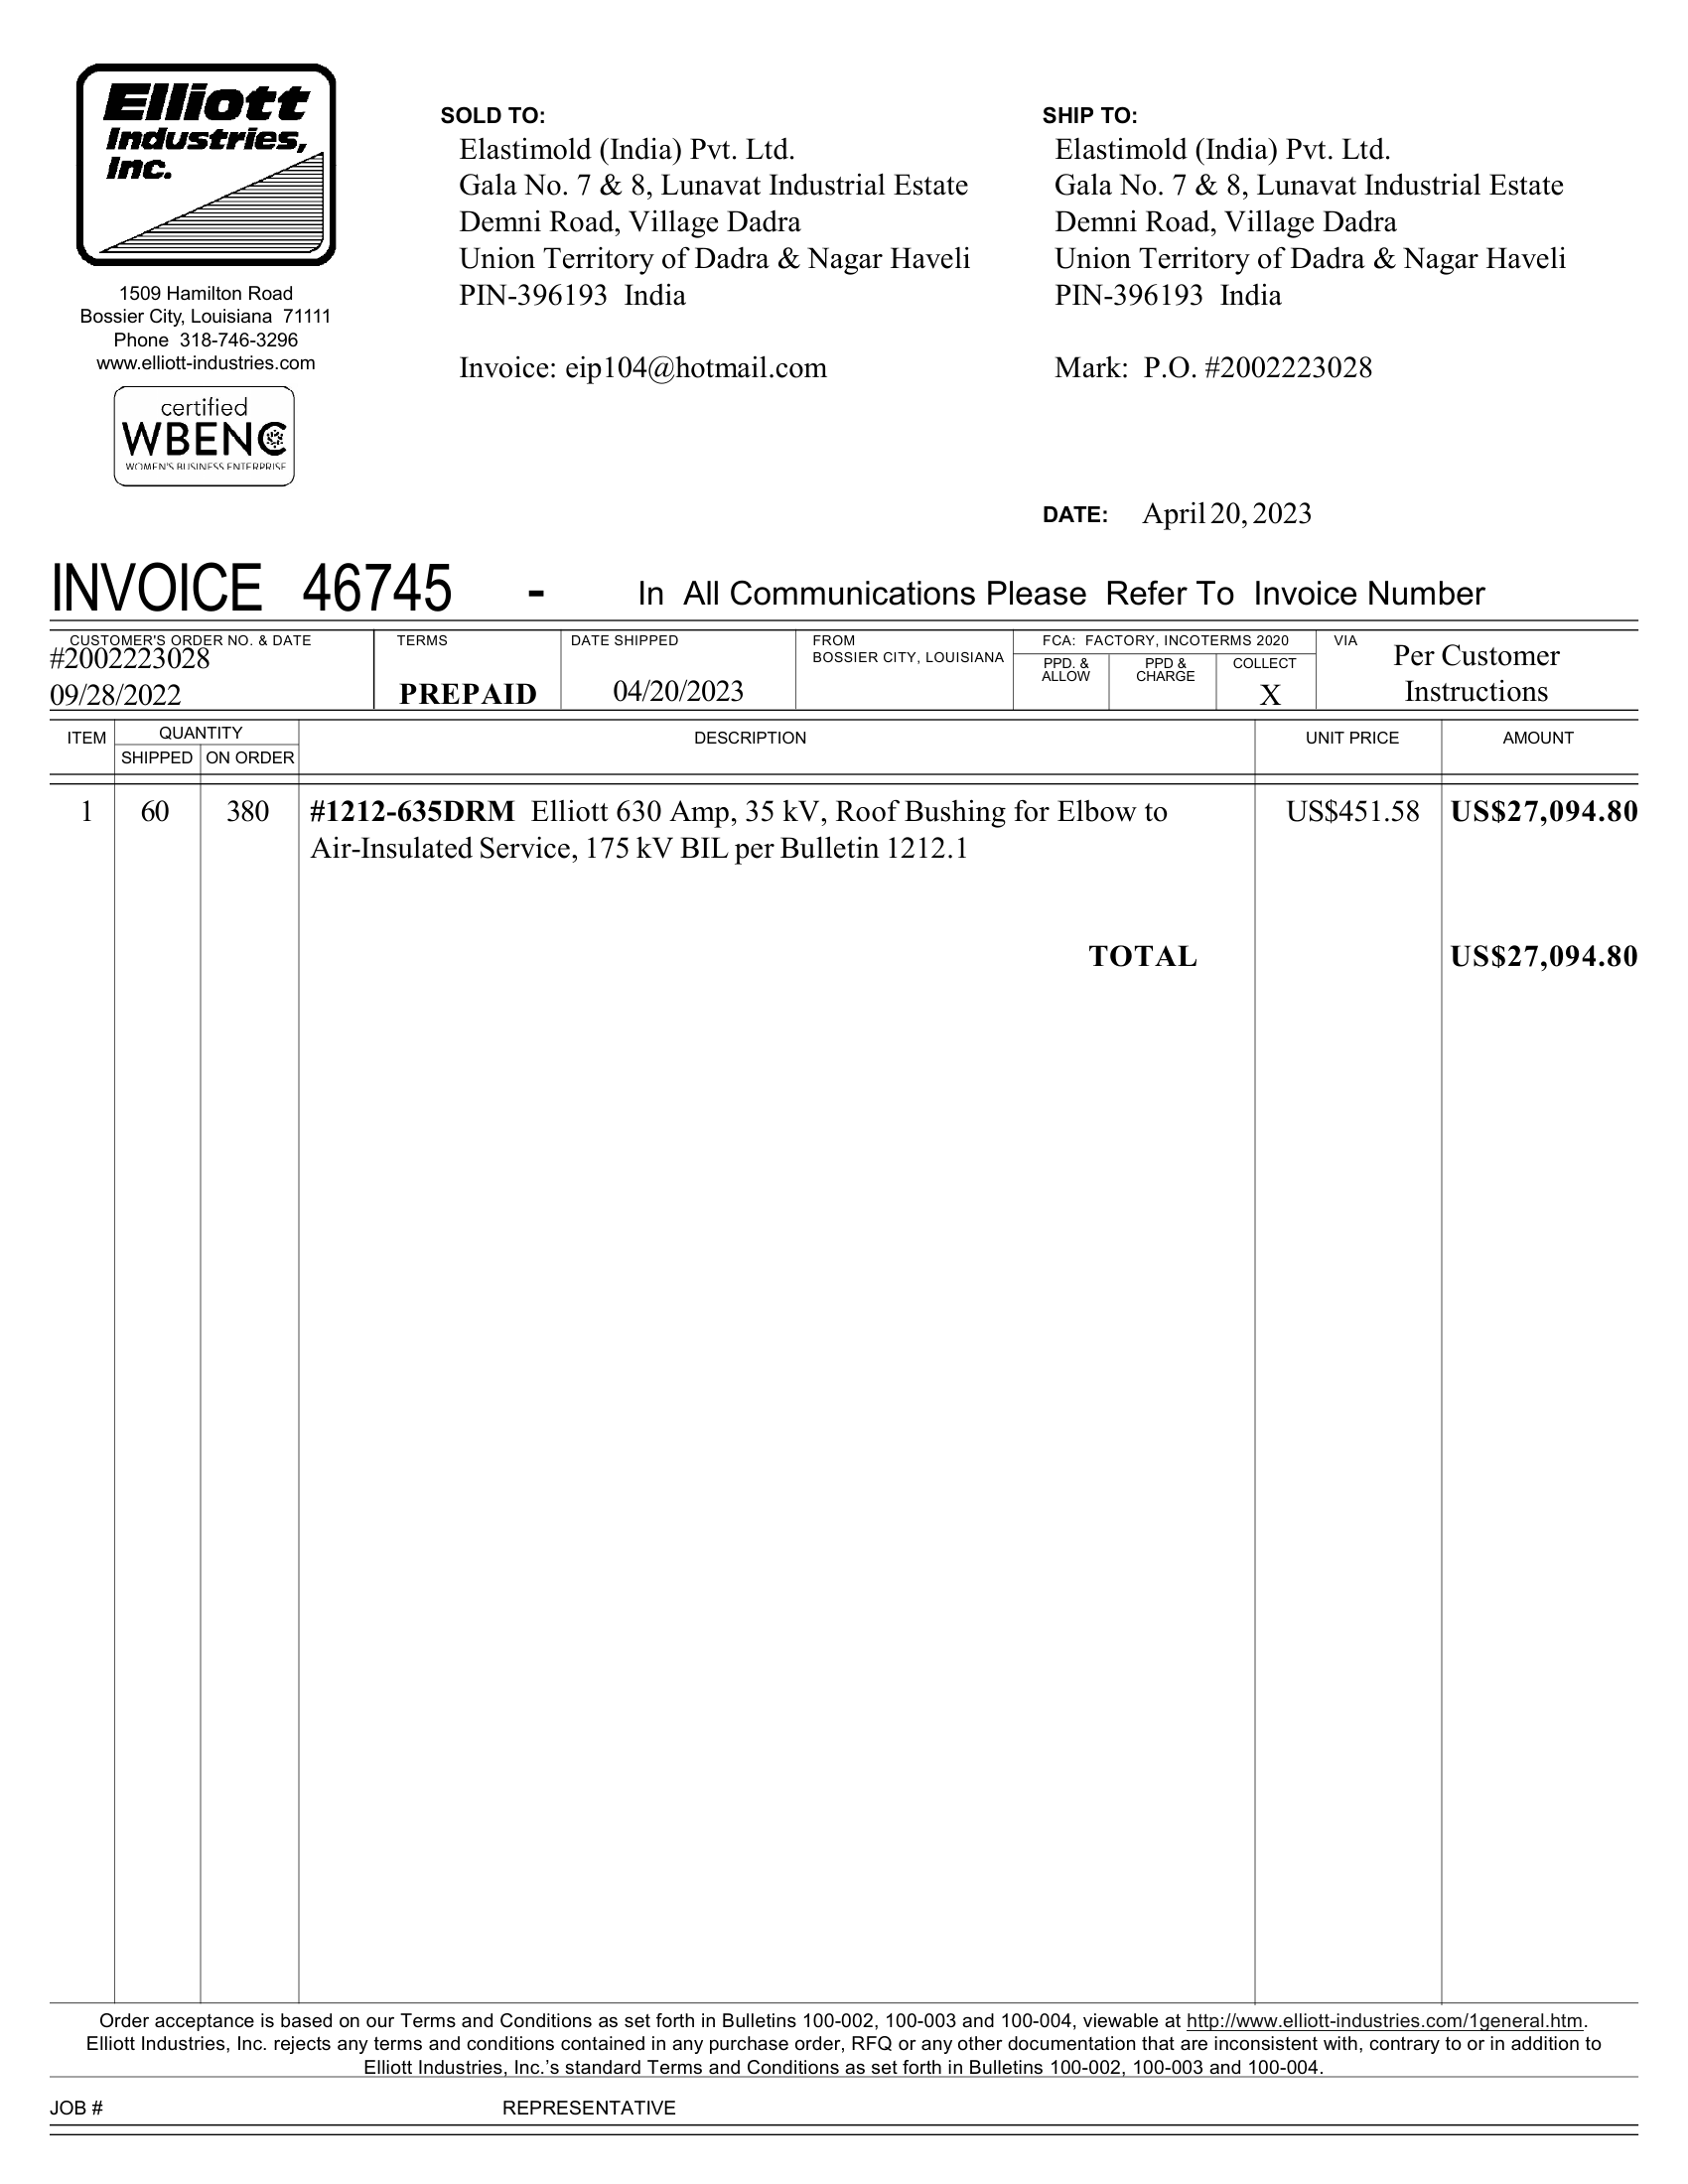 Elliott
Industries,
Inc.
1509 Hamilton Road
Bossier City, Louisiana 71111
Phone 318-746-3296
www.elliott-industries.com
certified
WBENC
WOMEN'S BUSINESS ENTERPRISE
SOLD TO:
Elastimold (India) Pvt. Ltd.
Gala No. 7 & 8, Lunavat Industrial Estate
Demni Road, Village Dadra
Union Territory of Dadra & Nagar Haveli
PIN-396193 India
Invoice: eip104@hotmail.com
SHIP TO:
Elastimold (India) Pvt. Ltd.
Gala No. 7 & 8, Lunavat Industrial Estate
Demni Road, Village Dadra
Union Territory of Dadra & Nagar Haveli
PIN-396193 India
Mark: P.O. #2002223028
DATE: April 20, 2023
INVOICE 46745 - In All Communications Please Refer To Invoice Number
CUSTOMER'S ORDER NO. & DATE
#2002223028
09/28/2022
TERMS
PREPAID
DATE SHIPPED
04/20/2023
FROM
BOSSIER CITY, LOUISIANA
FCA: FACTORY, INCOTERMS 2020
PPD. &
ALLOW
PPD &
CHARGE
COLLECT
X
VIA
Per Customer
Instructions
ITEM
QUANTITY
SHIPPED
ON ORDER
DESCRIPTION
UNIT PRICE
AMOUNT
1 60 380 #1212-635DRM Elliott 630 Amp, 35 kV, Roof Bushing for Elbow to US$451.58 US$27,094.80
Air-Insulated Service, 175 kV BIL per Bulletin 1212.1
TOTAL US$27,094.80
Order acceptance is based on our Terms and Conditions as set forth in Bulletins 100-002, 100-003 and 100-004, viewable at http://www.elliott-industries.com/1general.htm.
Elliott Industries, Inc. rejects any terms and conditions contained in any purchase order, RFQ or any other documentation that are inconsistent with, contrary to or in addition to
Elliott Industries, Inc.’s standard Terms and Conditions as set forth in Bulletins 100-002, 100-003 and 100-004.
JOB # REPRESENTATIVE